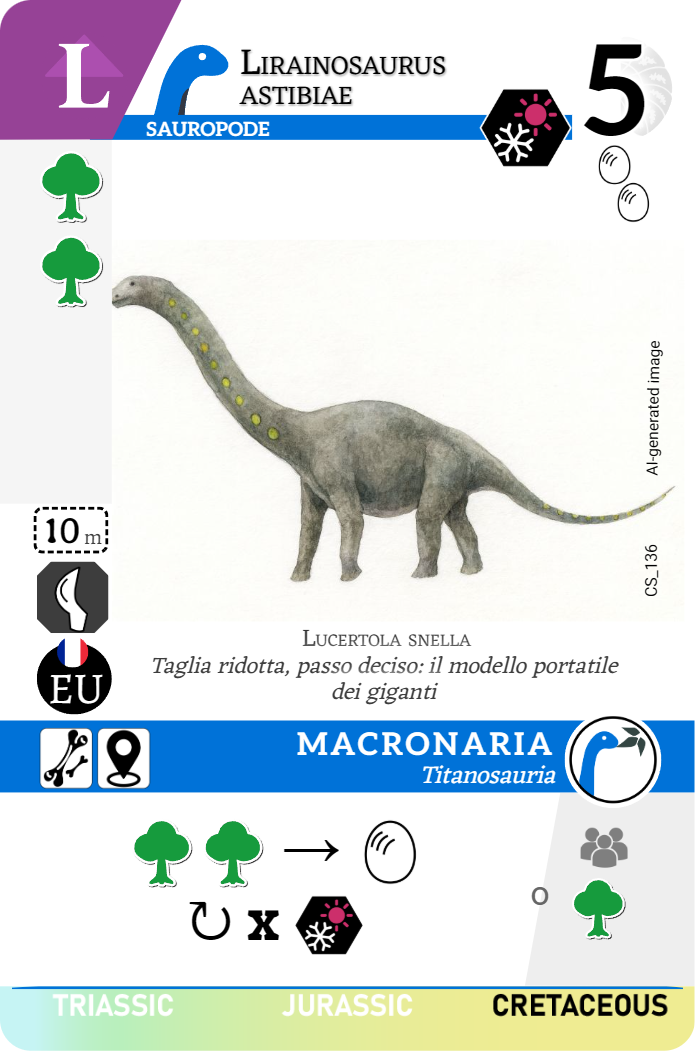 L
LIRAINOSAURUS
ASTIBIAE
5
SAUROPODE
AI-generated image
10 m
CS_136
EU
LUCERTOLA SNELLA
Taglia ridotta, passo deciso: il modello portatile
dei giganti
MACRONARIA
Titanosauria
o
x
TRIASSIC JURASSIC CRETACEOUS